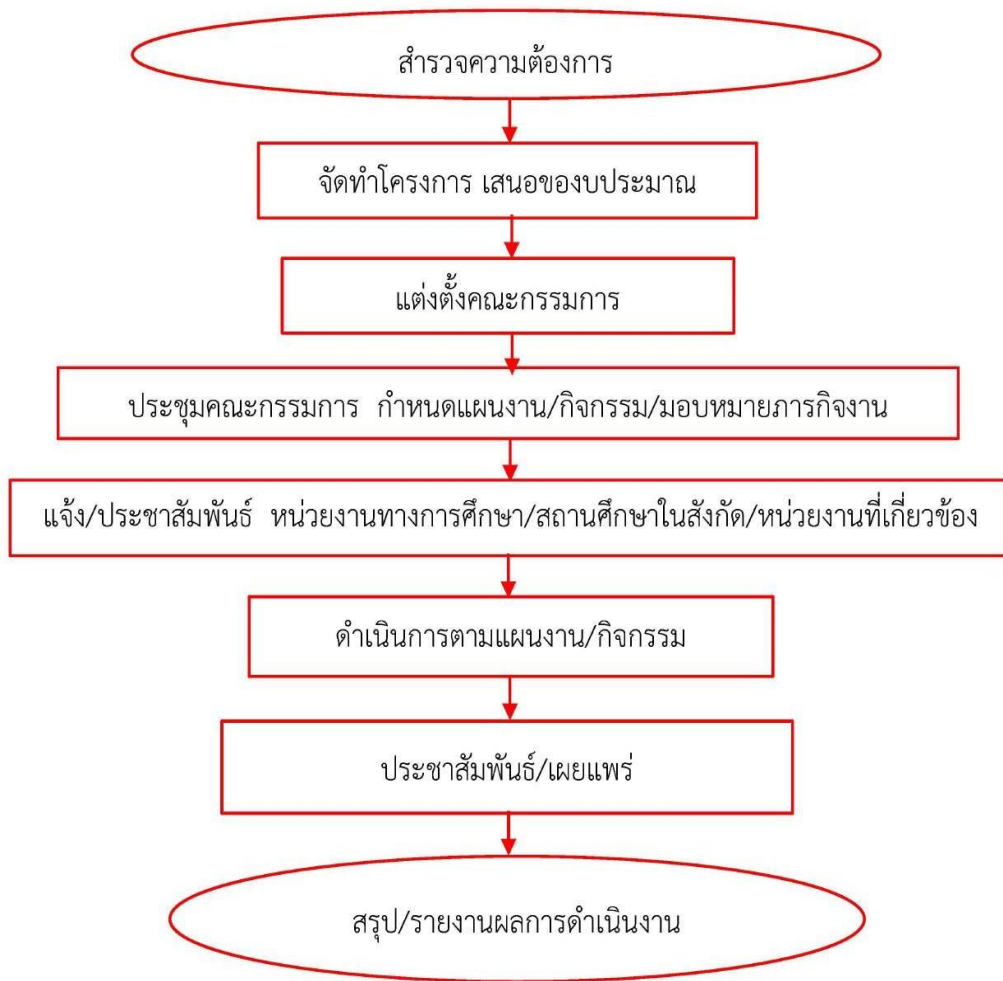 สำรวจความต้องการ
จัดทำโครงการ เสนอของบประมาณ
แต่งตั้งคณะกรรมการ
ประชุมคณะกรรมการ กำหนดแผนงาน/กิจกรรม/มอบหมายภารกิจงาน
แจ้ง/ประชาสัมพันธ์ หน่วยงานทางการศึกษา/สถานศึกษาในสังกัด/หน่วยงานที่เกี่ยวข้อง
ดำเนินการตามแผนงาน/กิจกรรม
ประชาสัมพันธ์/เผยแพร่
สรุป/รายงานผลการดำเนินงาน